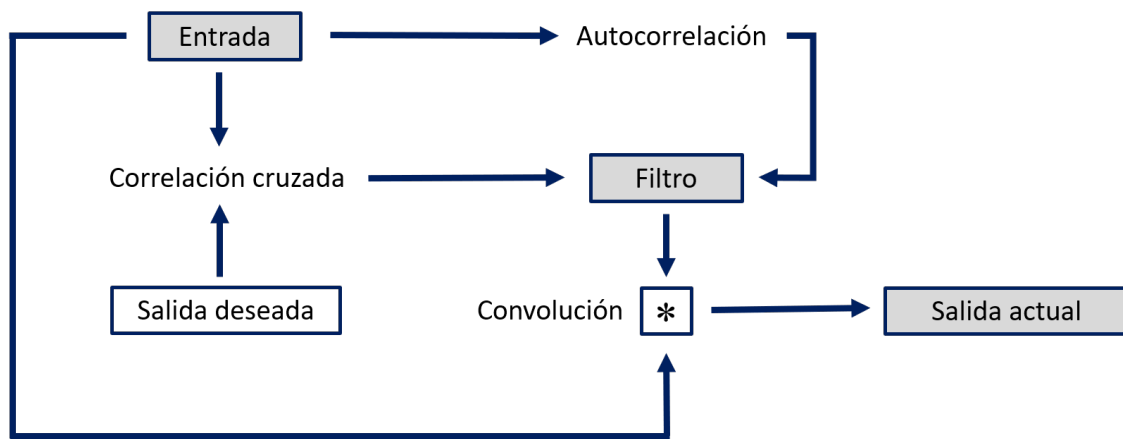 Entrada
Autocorrelación
Correlación cruzada
Filtro
Salida deseada
Convolución
*
Salida actual